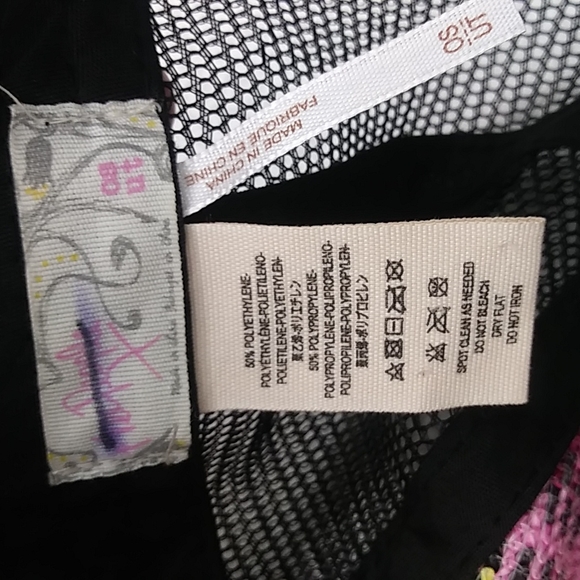 MADE IN CHINA
FABRIQUE EN CHINE
50% POLYETHYLENE-
POLYÉTHYLÈNE-POLIETILENO-
POLIETILENE-POLYETHYLEN-
聚乙烯-ポリエチレン
50% POLYPROPYLENE-
POLYPROPYLÈNE-POLIPROPILENO-
POLIPROPILENE-POLYPROPYLEN-
聚丙烯-ポリプロピレン
SPOT CLEAN AS NEEDED
DO NOT BLEACH
DRY FLAT
DO NOT IRON